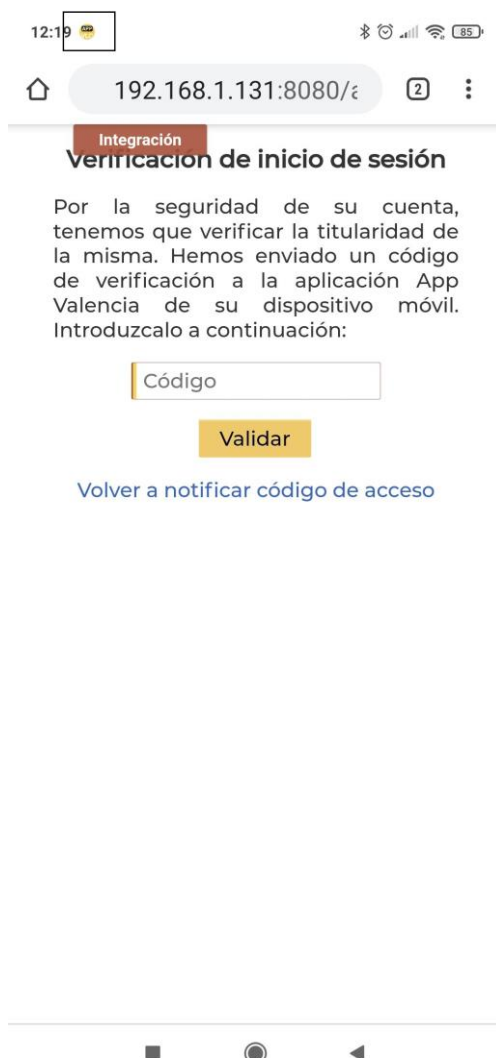 12:19 APP 85
192.168.1.131:8080/a 2
Integración
Verificación de inicio de sesión
Por la seguridad de su cuenta,
tenemos que verificar la titularidad de
la misma. Hemos enviado un código
de verificación a la aplicación App
Valencia de su dispositivo móvil.
Introduzcalo a continuación:
Código
Validar
Volver a notificar código de acceso